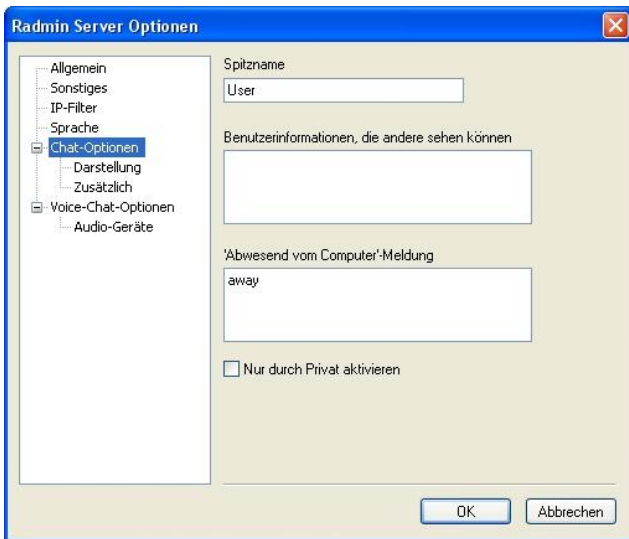 Radmin Server Optionen
Allgemein
Sonstiges
IP-Filter
Sprache
Chat-Optionen
Darstellung
Zusätzlich
Voice-Chat-Optionen
Audio-Geräte
Spitzname
User
Benutzerinformationen, die andere sehen können
'Abwesend vom Computer'-Meldung
away
Nur durch Privat aktivieren
OK
Abbrechen